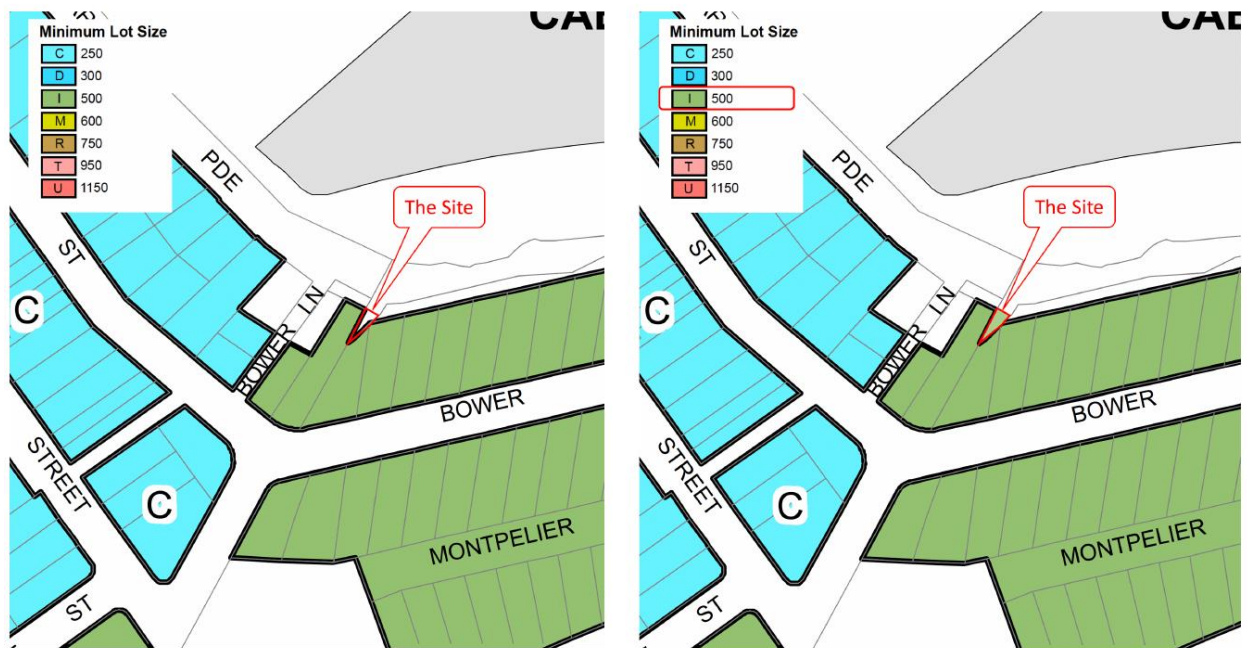 CAB
Minimum Lot Size
C 250
D 300
I 500
M 600
R 750
T 950
U 1150
PDE
The Site
ST
C
BOWER LN
BOWER
STREET
C
MONTPELIER
ST
CAB
Minimum Lot Size
C 250
D 300
I 500
M 600
R 750
T 950
U 1150
PDE
The Site
ST
C
BOWER LN
BOWER
STREET
C
MONTPELIER
ST